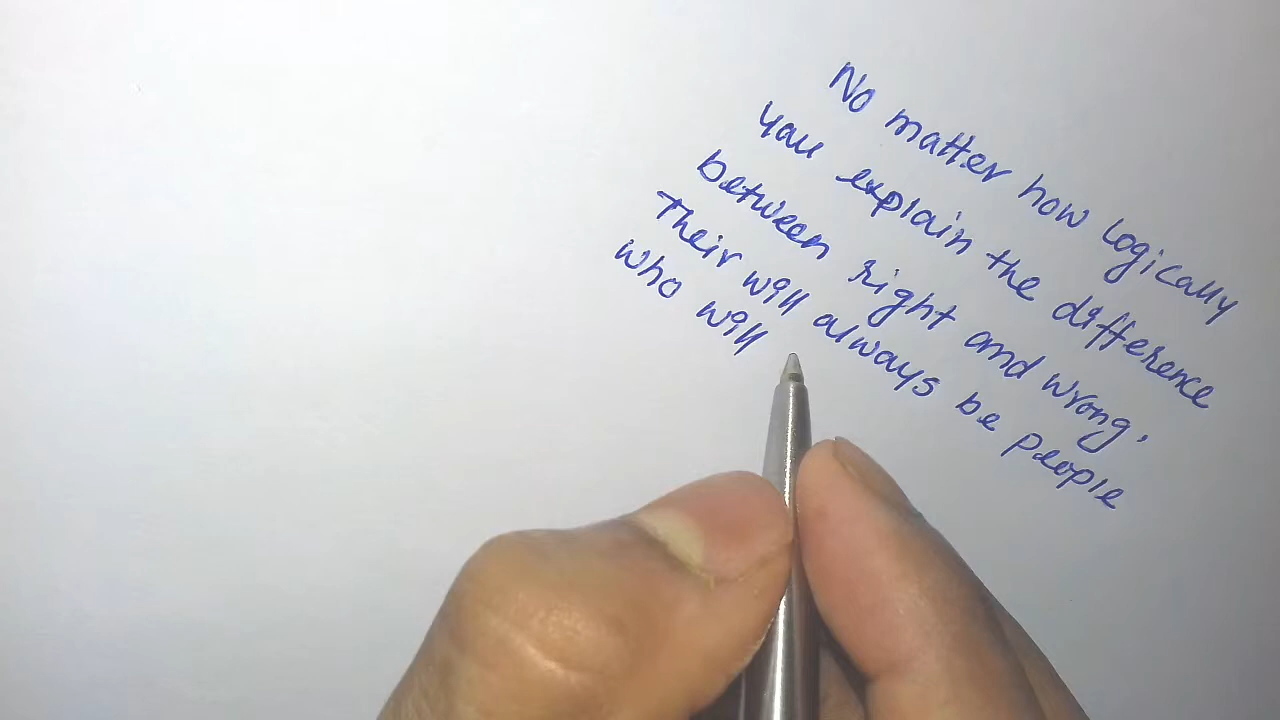 No matter how logically
you explain the difference
between right and wrong,
Their will always be people
who will